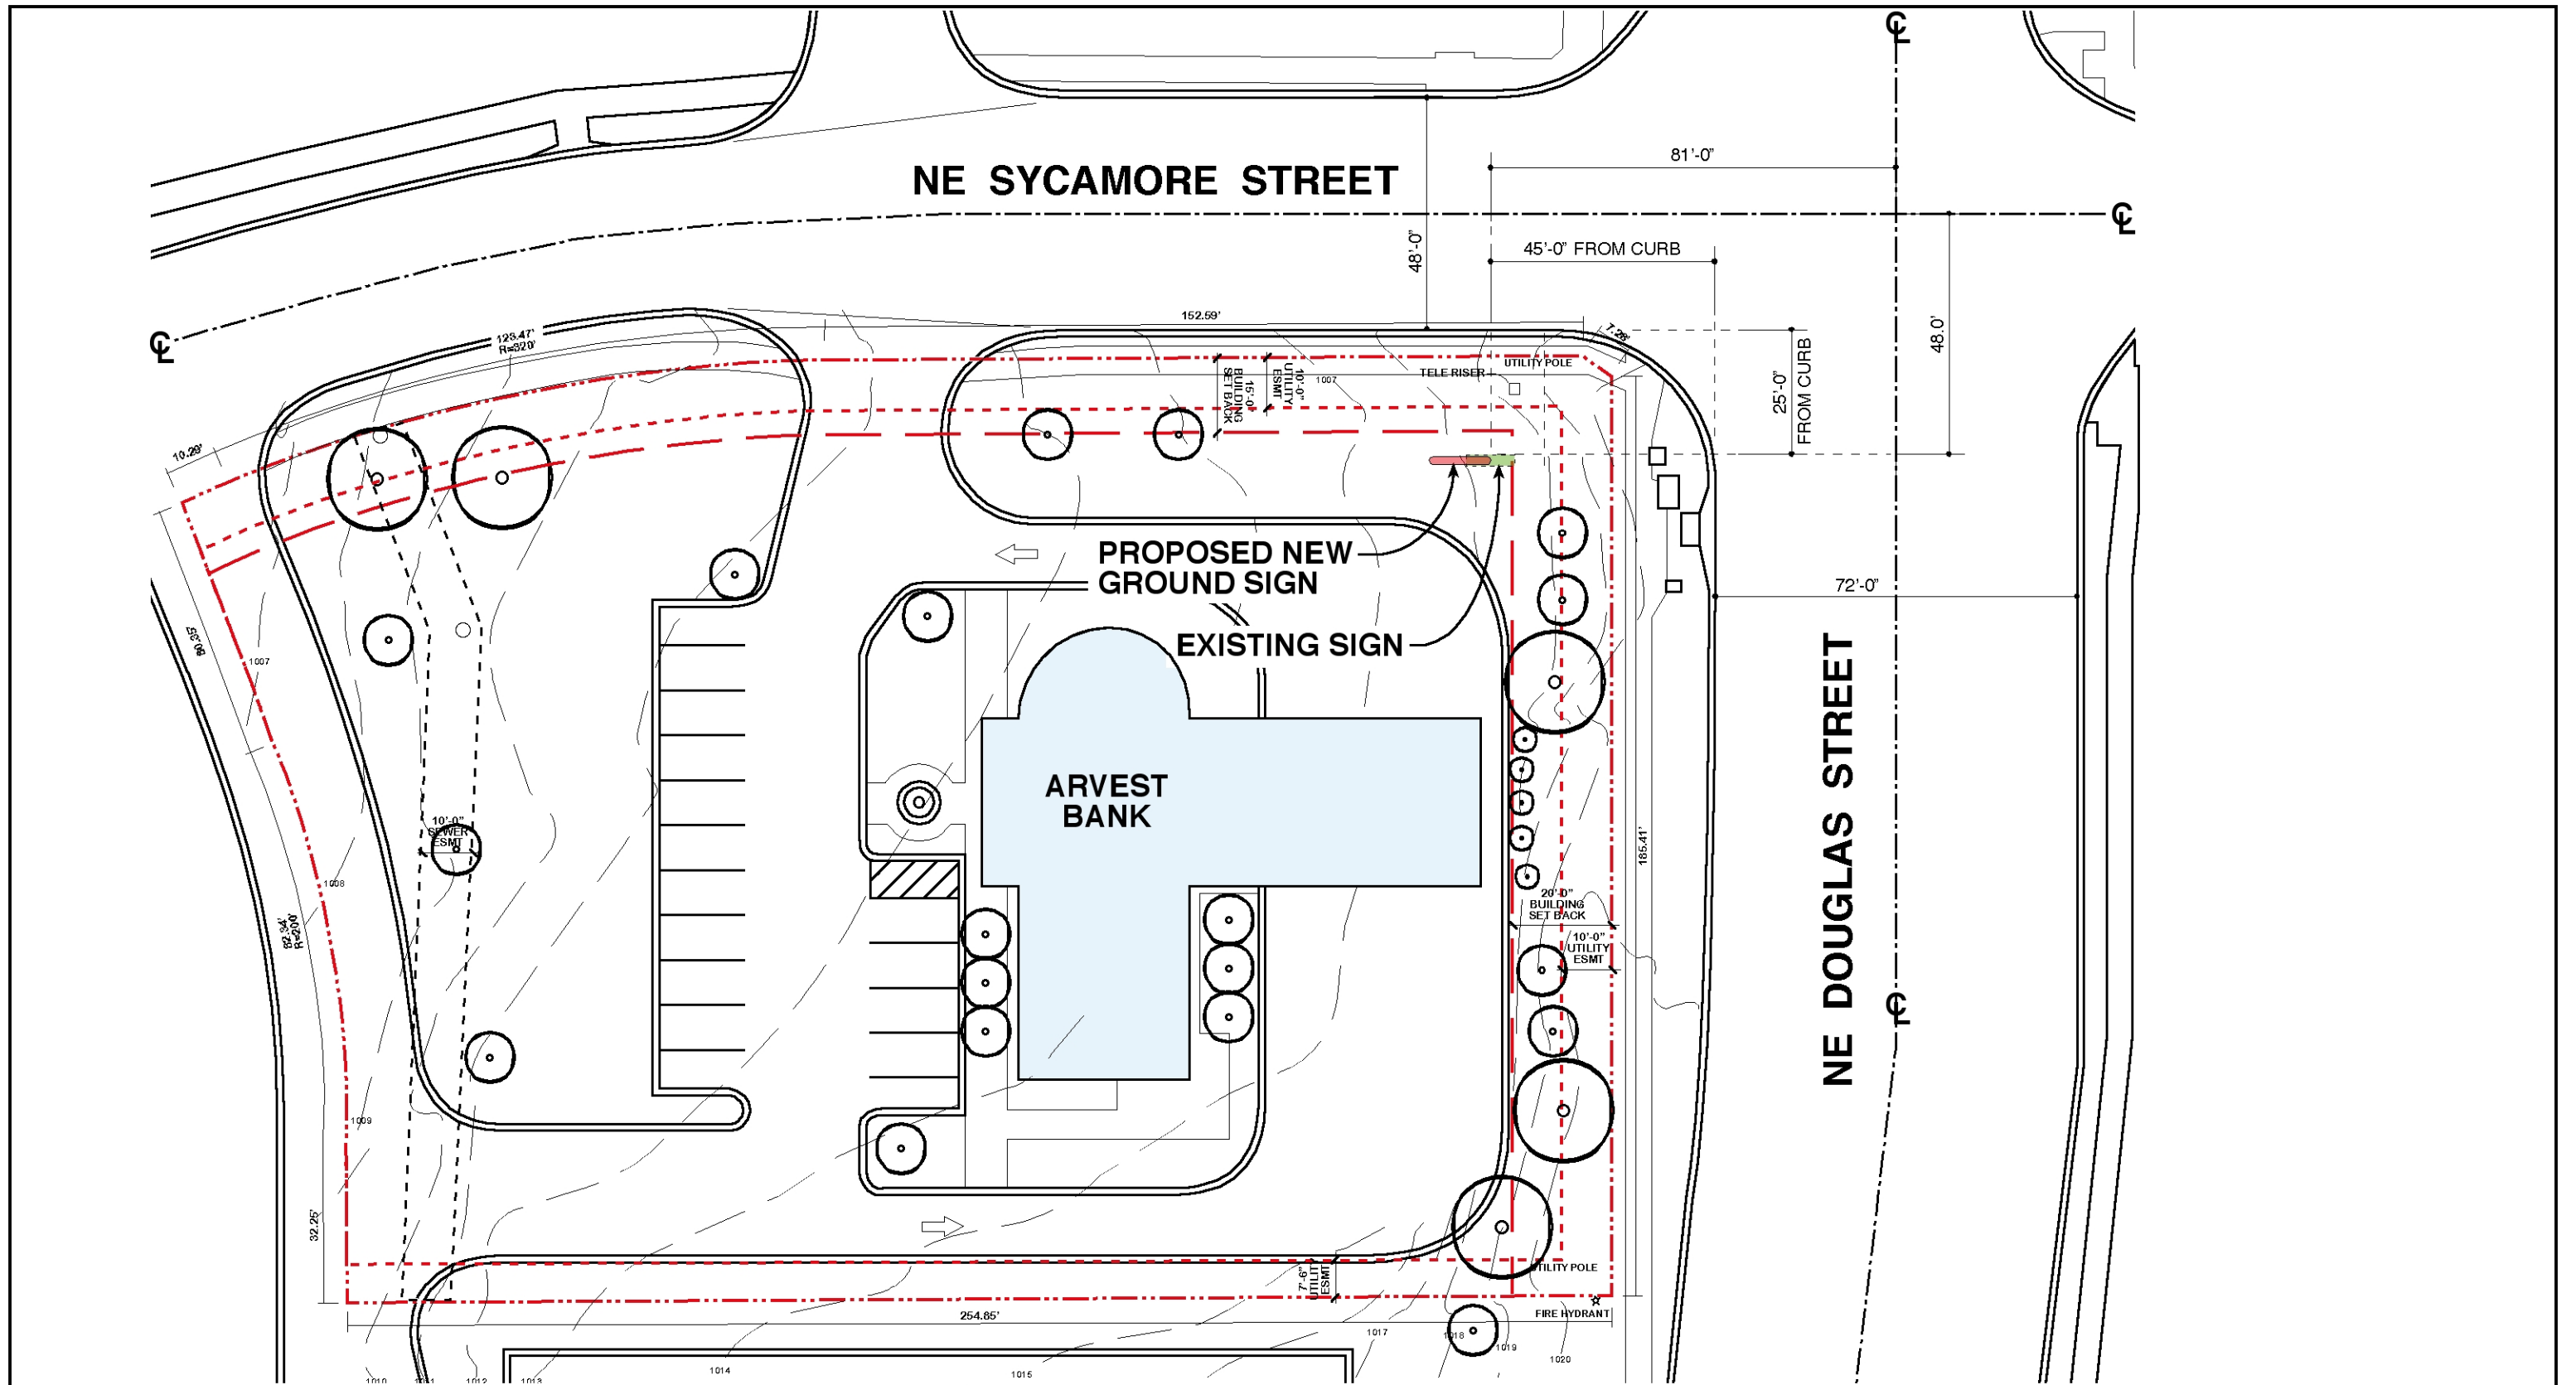 ℄
81'-0"
NE SYCAMORE STREET
℄
48'-0"
45'-0" FROM CURB
48.0'
25'-0"
FROM CURB
℄
123.47'
R=320'
152.59'
7.28'
UTILITY POLE
TELE RISER
1007
10'-0"
UTILITY
ESMT
15'-0"
BUILDING
SET BACK
10.29'
PROPOSED NEW
GROUND SIGN
EXISTING SIGN
72'-0"
1007
NE DOUGLAS STREET
ARVEST
BANK
10'-0"
SEWER
ESMT
185.41'
1008
20'-0"
BUILDING
SET BACK
10'-0"
UTILITY
ESMT
82.34'
R=200'
℄
1009
32.25'
7'-6"
UTILITY
ESMT
UTILITY POLE
FIRE HYDRANT
254.85'
1017
1018
1019
1020
1014
1015
1010
1011
1012
1013